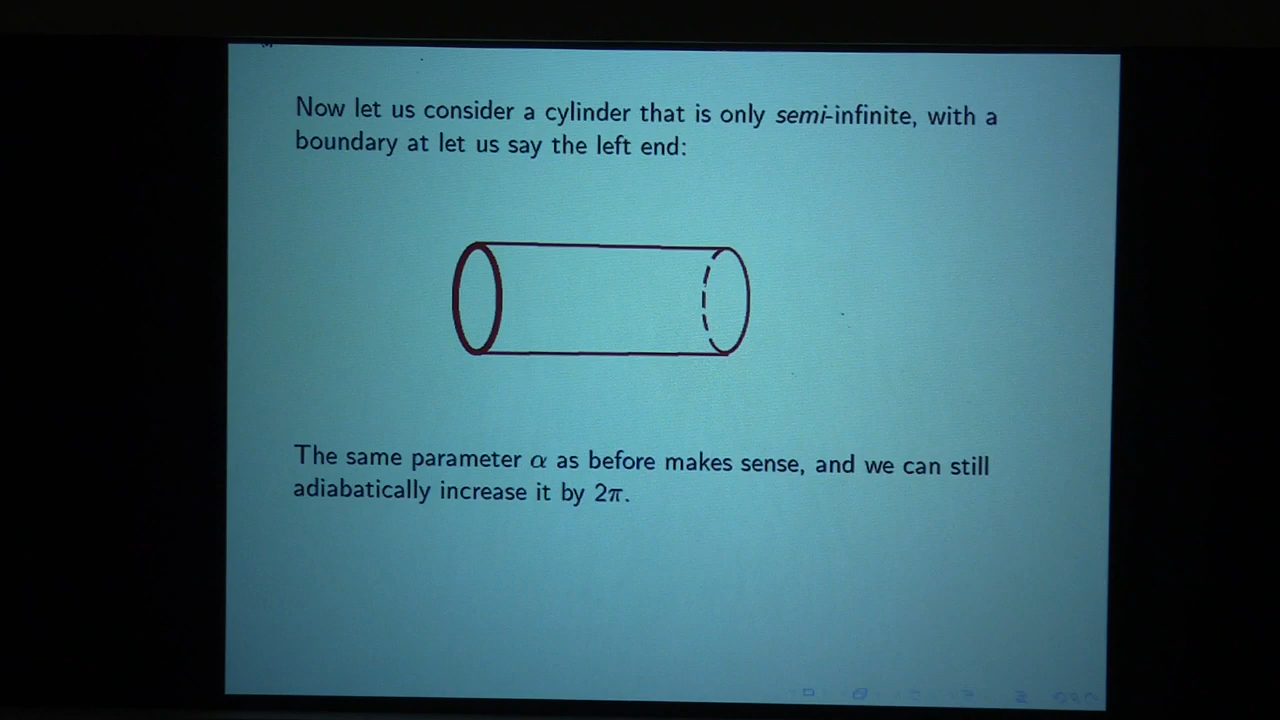 Now let us consider a cylinder that is only semi-infinite, with a
boundary at let us say the left end:
The same parameter α as before makes sense, and we can still
adiabatically increase it by 2π.